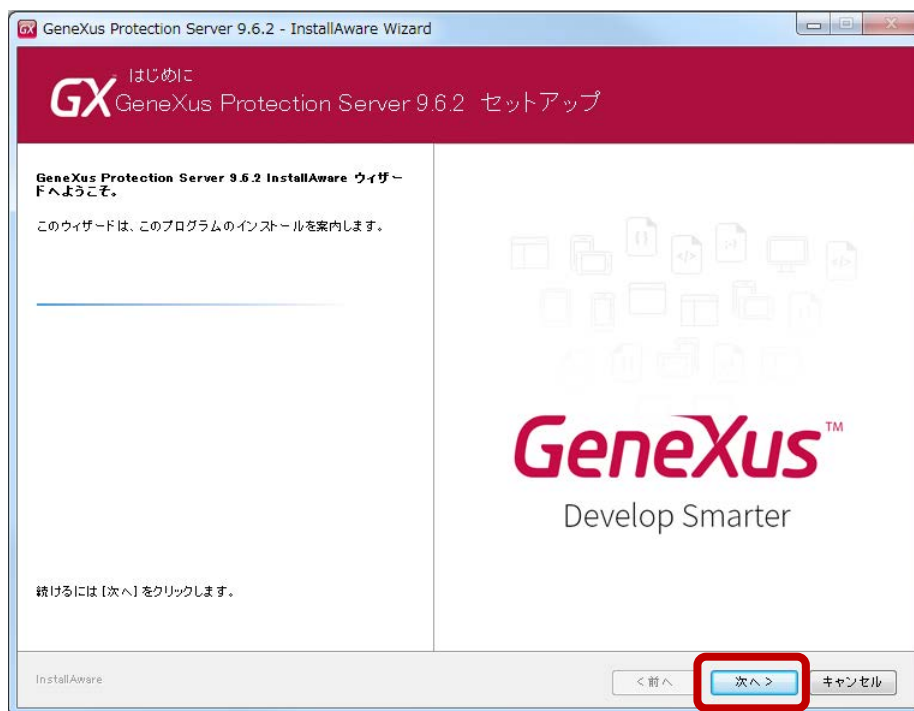 GX GeneXus Protection Server 9.6.2 - InstallAware Wizard
はじめに
GX GeneXus Protection Server 9.6.2 セットアップ
GeneXus Protection Server 9.6.2 InstallAware ウィザー
ドへようこそ。
このウィザードは、このプログラムのインストールを案内します。
GeneXus™
Develop Smarter
続けるには [次へ] をクリックします。
InstallAware
< 前へ
次へ >
キャンセル